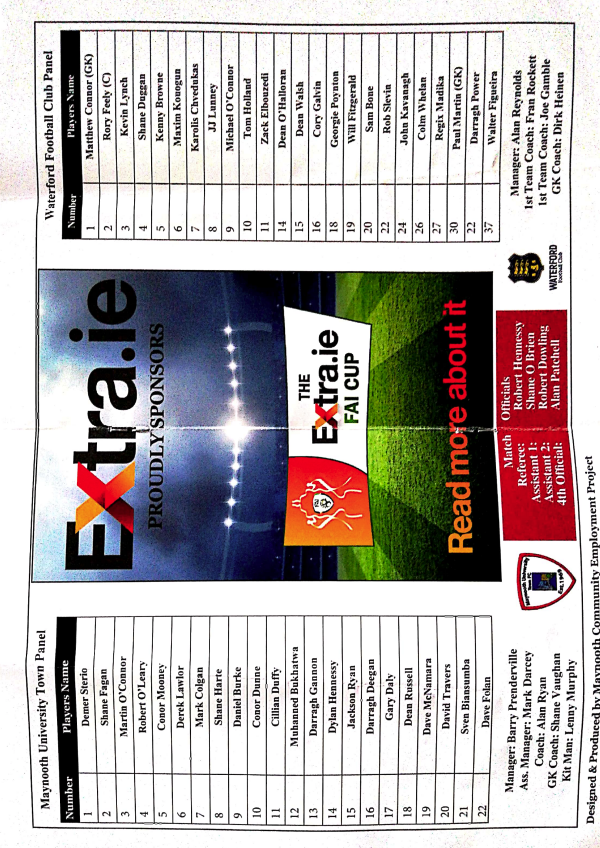 Maynooth University Town Panel
Number Players Name
1 Demer Sterio
2 Shane Fagan
3 Martin O'Connor
4 Robert O'Leary
5 Conor Mooney
6 Derek Lawlor
7 Mark Colgan
8 Shane Harte
9 Daniel Burke
10 Conor Dunne
11 Cillian Duffy
12 Muhanned Bukhatwa
13 Darragh Gannon
14 Dylan Hennessy
15 Jackson Ryan
16 Darragh Deegan
17 Gary Daly
18 Dean Russell
19 Dave McNamara
20 David Travers
21 Sven Biansumba
22 Dave Folan
Manager: Barry Prenderville
Ass. Manager: Mark Darcey
Coach: Alan Ryan
GK Coach: Shane Vaughan
Kit Man: Lenny Murphy
Extra.ie
PROUDLY SPONSORS
THE
Extra.ie
FAI CUP
Read more about it
Maynooth University
Town FC
Est. 1969
Match Officials
Referee: Robert Hennessy
Assistant 1: Shane O Brien
Assistant 2: Robert Dowling
4th Official: Alan Patchell
WATERFORD
Football Club
Waterford Football Club Panel
Number Players Name
1 Matthew Connor (GK)
2 Rory Feely (C)
3 Kevin Lynch
4 Shane Duggan
5 Kenny Browne
6 Maxim Kouogun
7 Karolis Chvedukas
8 JJ Lunney
9 Michael O'Connor
10 Tom Holland
11 Zack Elbouzedi
14 Dean O'Halloran
15 Dean Walsh
16 Cory Galvin
18 Georgie Poynton
19 Will Fitzgerald
20 Sam Bone
22 Rob Slevin
24 John Kavanagh
26 Colm Whelan
27 Regix Madika
30 Paul Martin (GK)
22 Darragh Power
37 Walter Figueira
Manager: Alan Reynolds
1st Team Coach: Fran Rockett
1st Team Coach: Joe Gamble
GK Coach: Dirk Heinen
Designed & Produced by Maynooth Community Employment Project